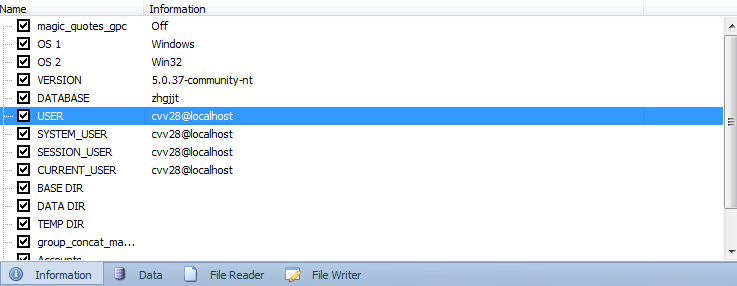 Name Information
magic_quotes_gpc Off
OS 1 Windows
OS 2 Win32
VERSION 5.0.37-community-nt
DATABASE zhgjjt
USER cvv28@localhost
SYSTEM_USER cvv28@localhost
SESSION_USER cvv28@localhost
CURRENT_USER cvv28@localhost
BASE DIR
DATA DIR
TEMP DIR
group_concat_ma...
Accounts
Information Data File Reader File Writer